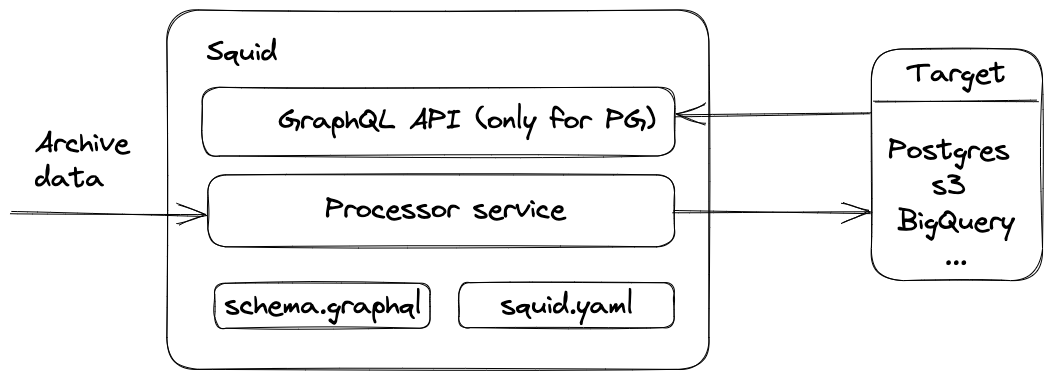 Squid
GraphQL API (only for PG)
Archive
data
Processor service
schema.graphql
squid.yaml
Target
Postgres
s3
BigQuery
...